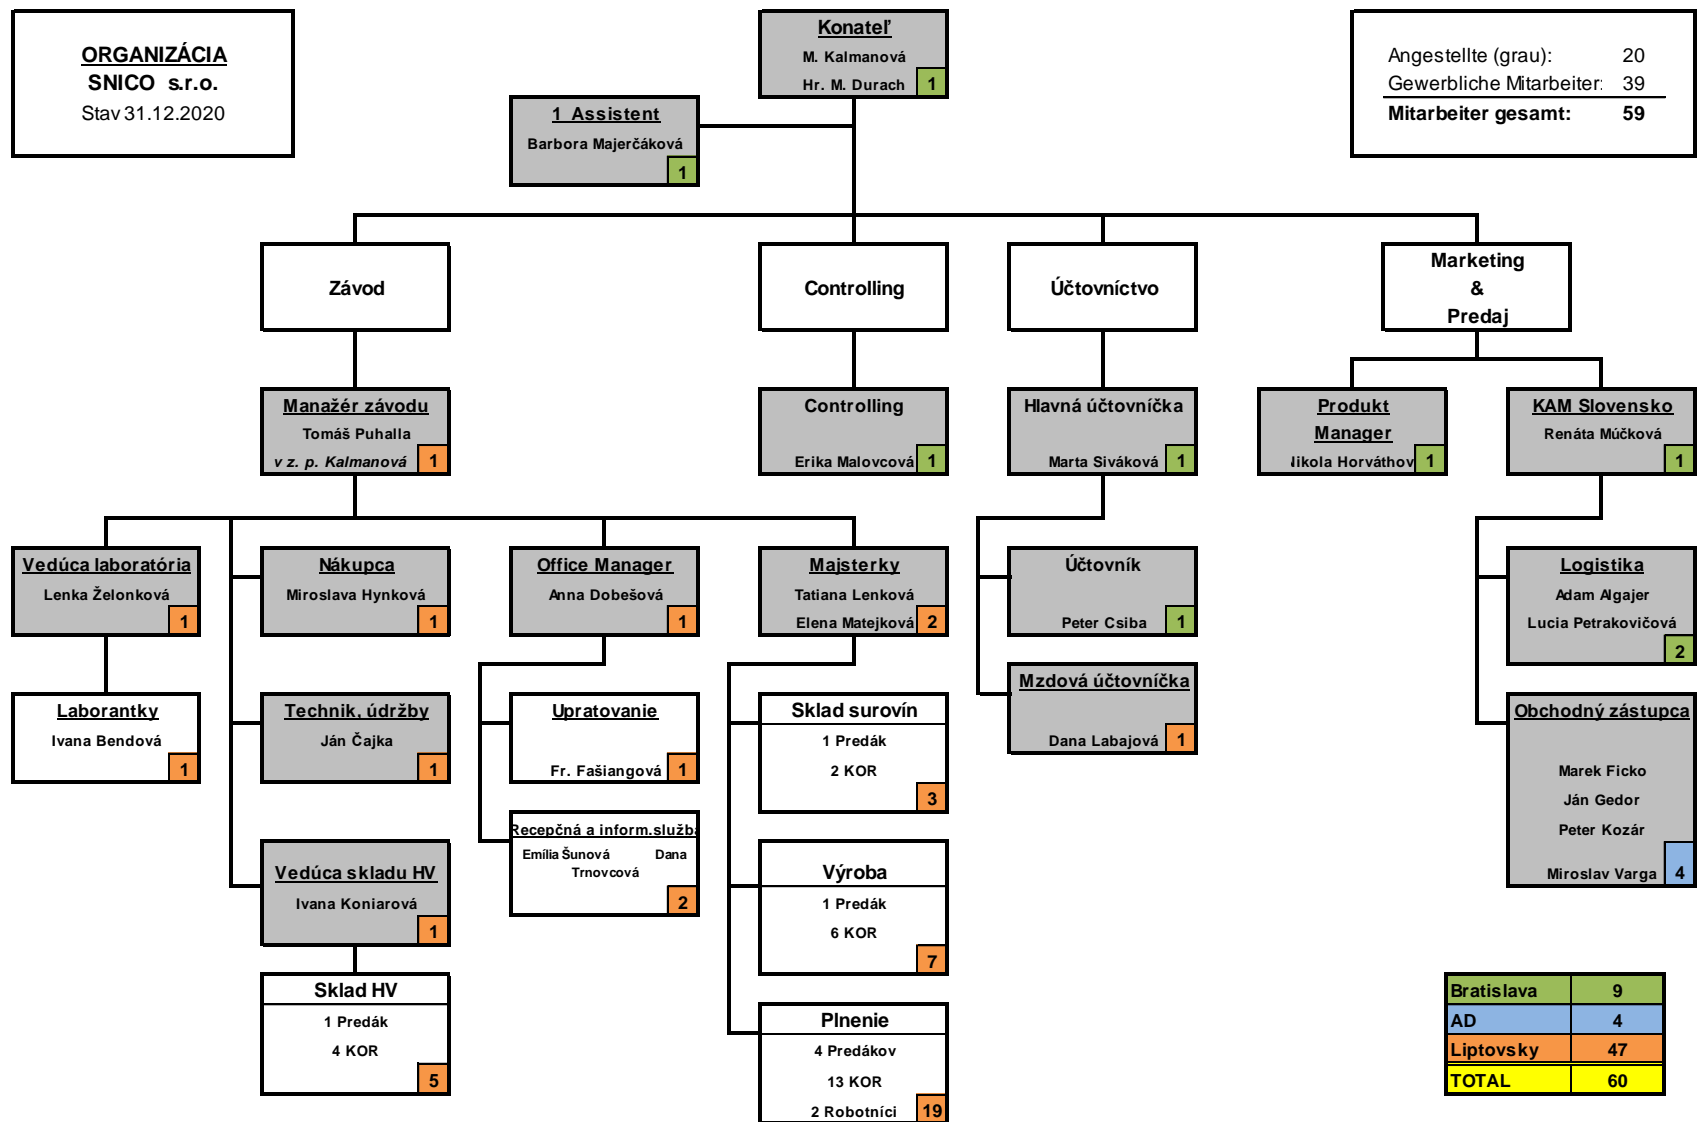 ORGANIZÁCIA
SNICO s.r.o.
Stav 31.12.2020
Konateľ
M. Kalmanová
Hr. M. Durach 1
Angestellte (grau): 20
Gewerbliche Mitarbeiter: 39
Mitarbeiter gesamt: 59
1 Assistent
Barbora Majerčáková
1
Závod
Controlling
Účtovníctvo
Marketing
&
Predaj
Manažér závodu
Tomáš Puhalla
v z. p. Kalmanová 1
Controlling
Erika Malovcová 1
Hlavná účtovníčka
Marta Siváková 1
Produkt
Manager
Nikola Horváthov 1
KAM Slovensko
Renáta Múčková
1
Vedúca laboratória
Lenka Želonková
1
Nákupca
Miroslava Hynková
1
Office Manager
Anna Dobešová
1
Majsterky
Tatiana Lenková
Elena Matejková 2
Účtovník
Peter Csiba 1
Logistika
Adam Algajer
Lucia Petrakovičová
2
Laborantky
Ivana Bendová
1
Technik, údržby
Ján Čajka
1
Upratovanie
Fr. Fašiangová 1
Sklad surovín
1 Predák
2 KOR
3
Mzdová účtovníčka
Dana Labajová 1
Obchodný zástupca
Marek Ficko
Ján Gedor
Peter Kozár
Miroslav Varga 4
Vedúca skladu HV
Ivana Koniarová
1
Recepčná a inform.služba
Emília Šunová Dana
Trnovcová
2
Výroba
1 Predák
6 KOR
7
Sklad HV
1 Predák
4 KOR
5
Plnenie
4 Predákov
13 KOR
2 Robotníci 19
Bratislava 9
AD 4
Liptovsky 47
TOTAL 60